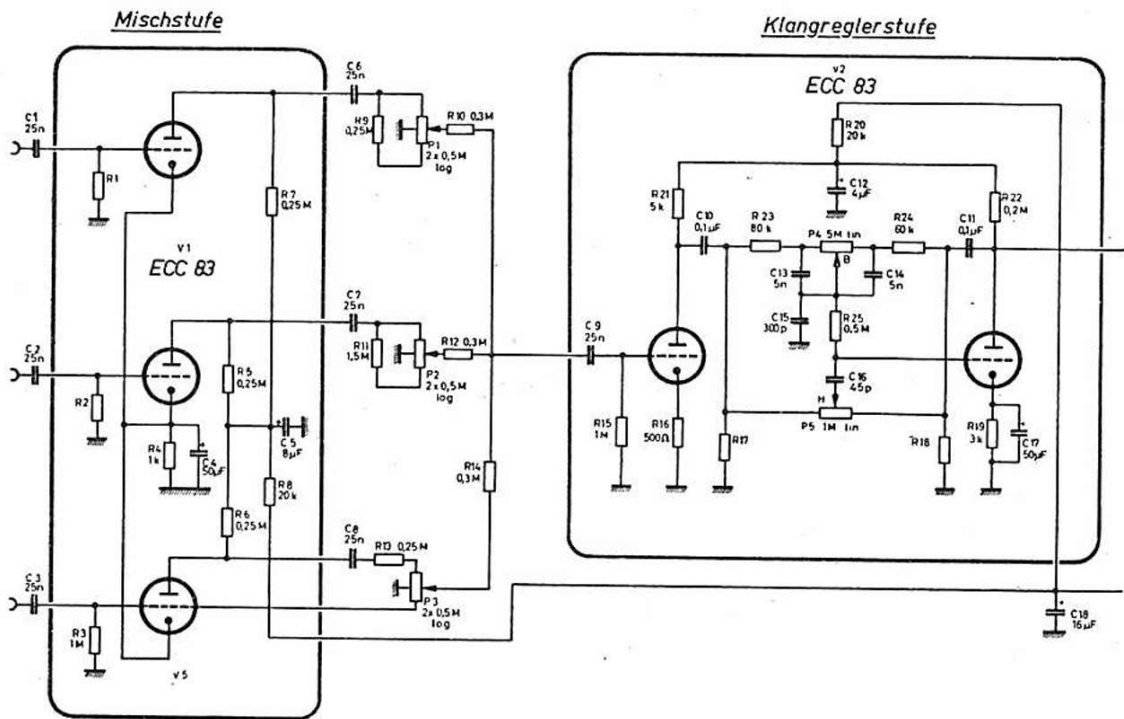 Mischstufe
Klangreglerstufe
C1
25n
R1
V1
ECC 83
C2
25n
R2
R4
1k
C4
50µF
C3
25n
R3
1M
V5
R7
0,25M
R5
0,25M
C5
8µF
R8
20k
R6
0,25M
C6
25n
R9
0,25M
P1
2x0,5M
log
R10 0,3M
C7
25n
R11
1,5M
P2
2x0,5M
log
R12 0,3M
R14
0,3M
C8
25n
R13 0,25M
P3
2x0,5M
log
V2
ECC 83
R20
20k
C12
4µF
R21
5k
R22
0,2M
C10
0,1µF
R23
80k
P4 5M lin
B
R24
60k
C11
0,1µF
C13
5n
C14
5n
C15
300p
R25
0,5M
C9
25n
C16
45p
H
P5 1M lin
R15
1M
R16
500Ω
R17
R18
R19
3k
C17
50µF
C18
16µF